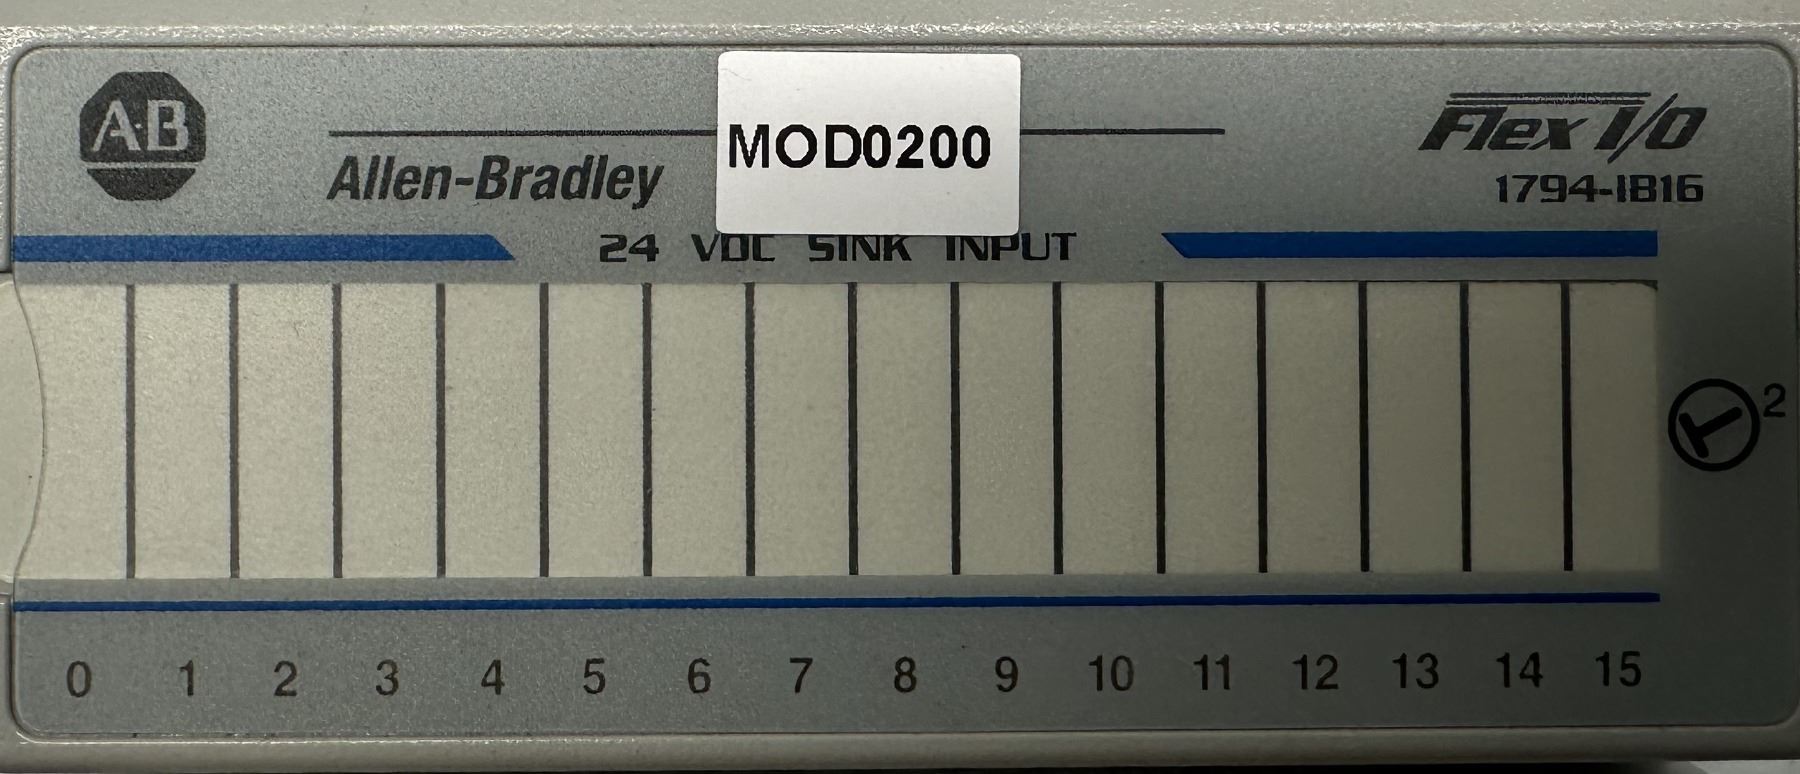 A·B
Allen-Bradley
MOD0200
Flex I/O
1794-IB16
24 VDC SINK INPUT
2
0 1 2 3 4 5 6 7 8 9 10 11 12 13 14 15